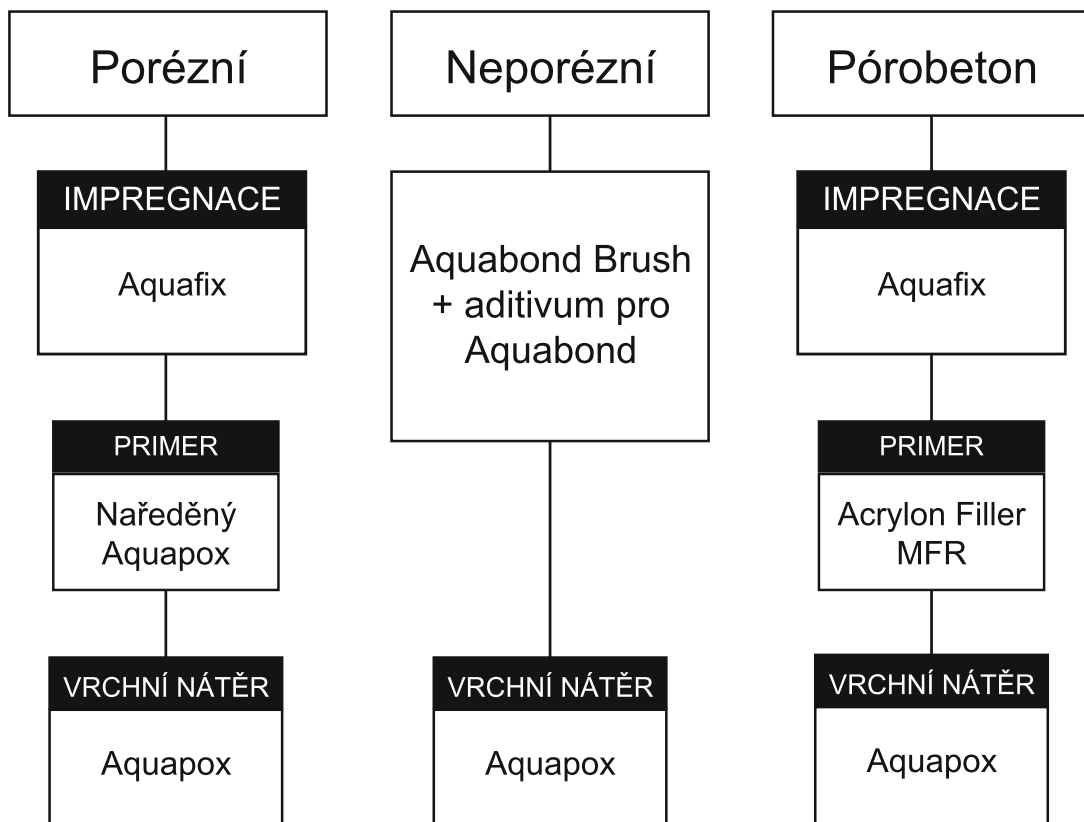 Porézní
IMPREGNACE
Aquafix
PRIMER
Naředěný
Aquapox
VRCHNÍ NÁTĚR
Aquapox
Neporézní
Aquabond Brush
+ aditivum pro
Aquabond
VRCHNÍ NÁTĚR
Aquapox
Pórobeton
IMPREGNACE
Aquafix
PRIMER
Acrylon Filler
MFR
VRCHNÍ NÁTĚR
Aquapox